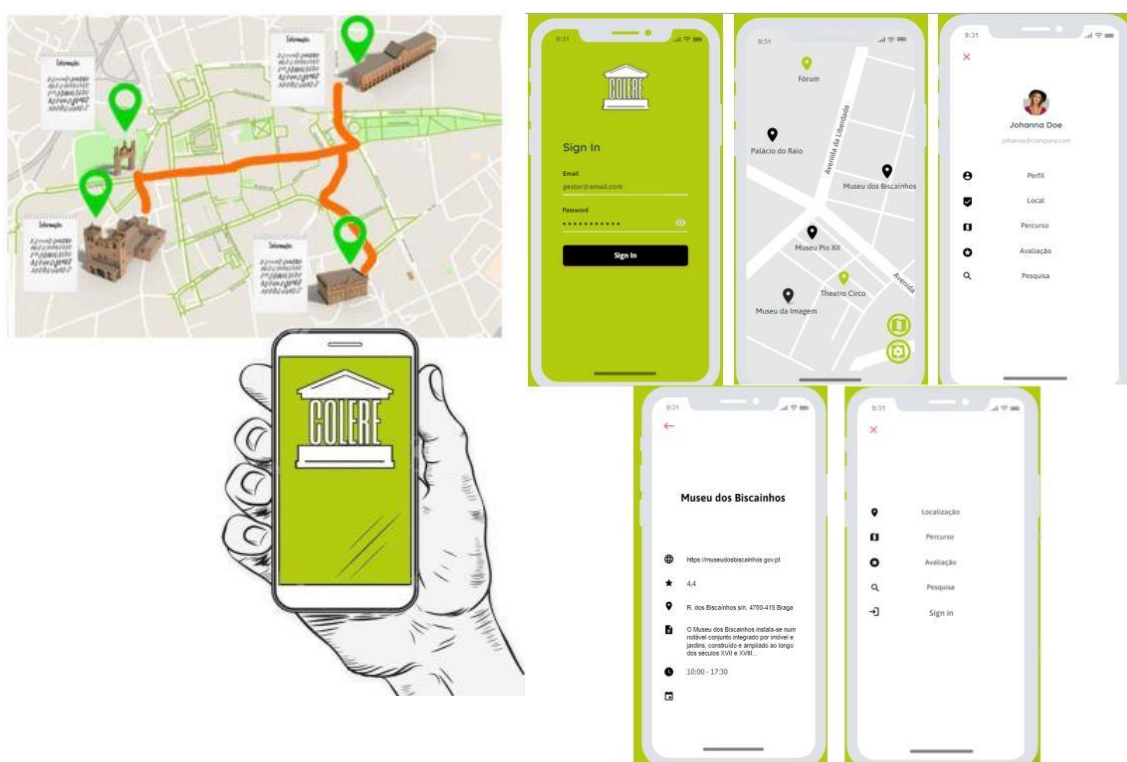 Informação
Informação
Informação
Informação
COLERE
9:31
COLERE
Sign In
Email
gestor@email.com
Password
Sign In
9:31
Fórum
Avenida da Liberdade
Palácio do Raio
Museu dos Biscainhos
Museu Pio XII
Avenida
Theatro Circo
Museu da Imagem
9:31
Johanna Doe
johanna@company.com
Perfil
Local
Percurso
Avaliação
Pesquisa
9:31
Museu dos Biscainhos
https://museudosbiscainhos.gov.pt
4,4
R. dos Biscaínhos s/n, 4700-415 Braga
O Museu dos Biscainhos instala-se num
notável conjunto integrado por imóvel e
jardins, construído e ampliado ao longo
dos séculos XVII e XVIII...
10:00 - 17:30
9:31
Localização
Percurso
Avaliação
Pesquisa
Sign in